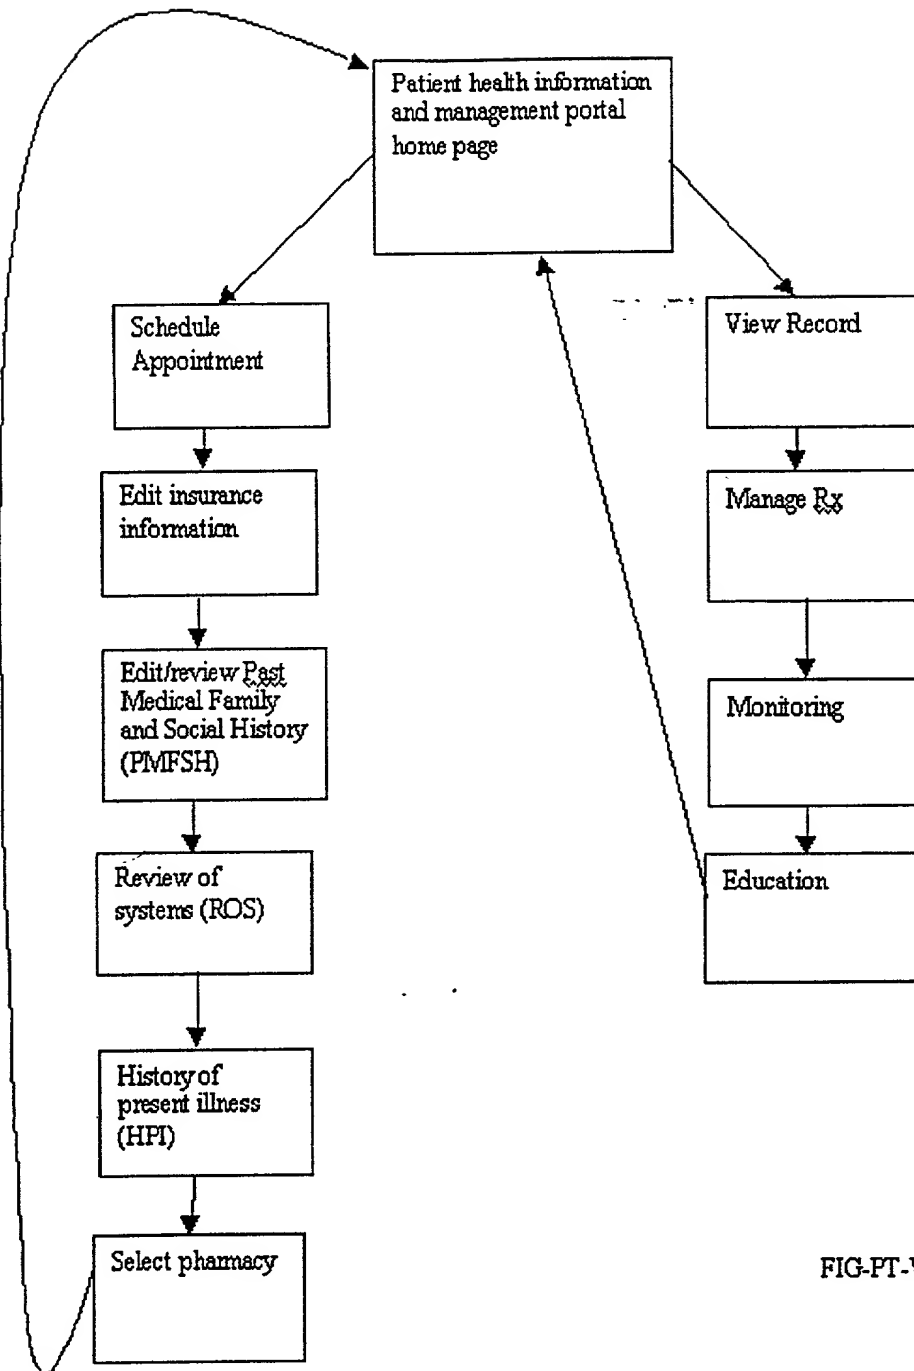 Patient health information
and management portal
home page
Schedule
Appointment
Edit insurance
information
Edit/review Past
Medical Family
and Social History
(PMFSH)
Review of
systems (ROS)
History of
present illness
(HPI)
Select pharmacy
View Record
Manage Rx
Monitoring
Education
FIG-PT-